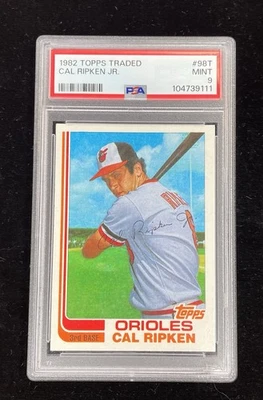 1982 TOPPS TRADED #98T
CAL RIPKEN JR. MINT
9
PSA 104739111
Topps
ORIOLES
3rd BASE CAL RIPKEN